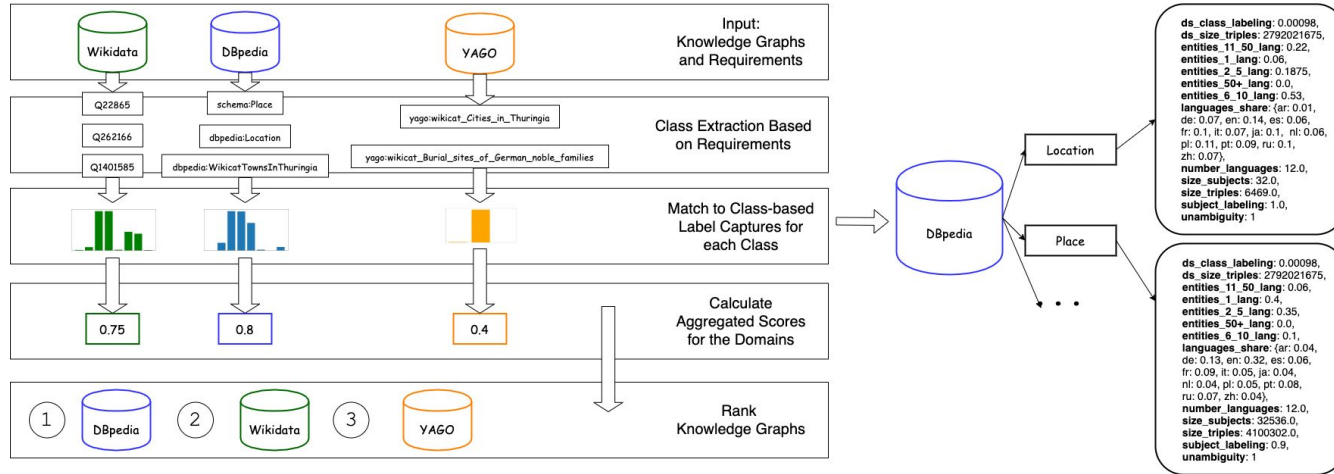 Wikidata
DBpedia
YAGO
Input:
Knowledge Graphs
and Requirements
Q22865
Q262166
Q1401585
schema:Place
dbpedia:Location
dbpedia:WikicatTownsInThuringia
yago:wikicat_Cities_in_Thuringia
yago:wikicat_Burial_sites_of_German_noble_families
Class Extraction Based
on Requirements
Match to Class-based
Label Captures for
each Class
0.75
0.8
0.4
Calculate
Aggregated Scores
for the Domains
1
DBpedia
2
Wikidata
3
YAGO
Rank
Knowledge Graphs
DBpedia
Location
Place
...
ds_class_labeling: 0.00098,
ds_size_triples: 2792021675,
entities_11_50_lang: 0.22,
entities_1_lang: 0.06,
entities_2_5_lang: 0.1875,
entities_50+_lang: 0.0,
entities_6_10_lang: 0.53,
languages_share: {ar: 0.01,
de: 0.07, en: 0.14, es: 0.06,
fr: 0.1, it: 0.07, ja: 0.1, nl: 0.06,
pl: 0.11, pt: 0.09, ru: 0.1,
zh: 0.07},
number_languages: 12.0,
size_subjects: 32.0,
size_triples: 6469.0,
subject_labeling: 1.0,
unambiguity: 1
ds_class_labeling: 0.00098,
ds_size_triples: 2792021675,
entities_11_50_lang: 0.06,
entities_1_lang: 0.4,
entities_2_5_lang: 0.35,
entities_50+_lang: 0.0,
entities_6_10_lang: 0.1,
languages_share: {ar: 0.04,
de: 0.13, en: 0.32, es: 0.06,
fr: 0.09, it: 0.05, ja: 0.04,
nl: 0.04, pl: 0.05, pt: 0.08,
ru: 0.07, zh: 0.04},
number_languages: 12.0,
size_subjects: 32536.0,
size_triples: 4100302.0,
subject_labeling: 0.9,
unambiguity: 1